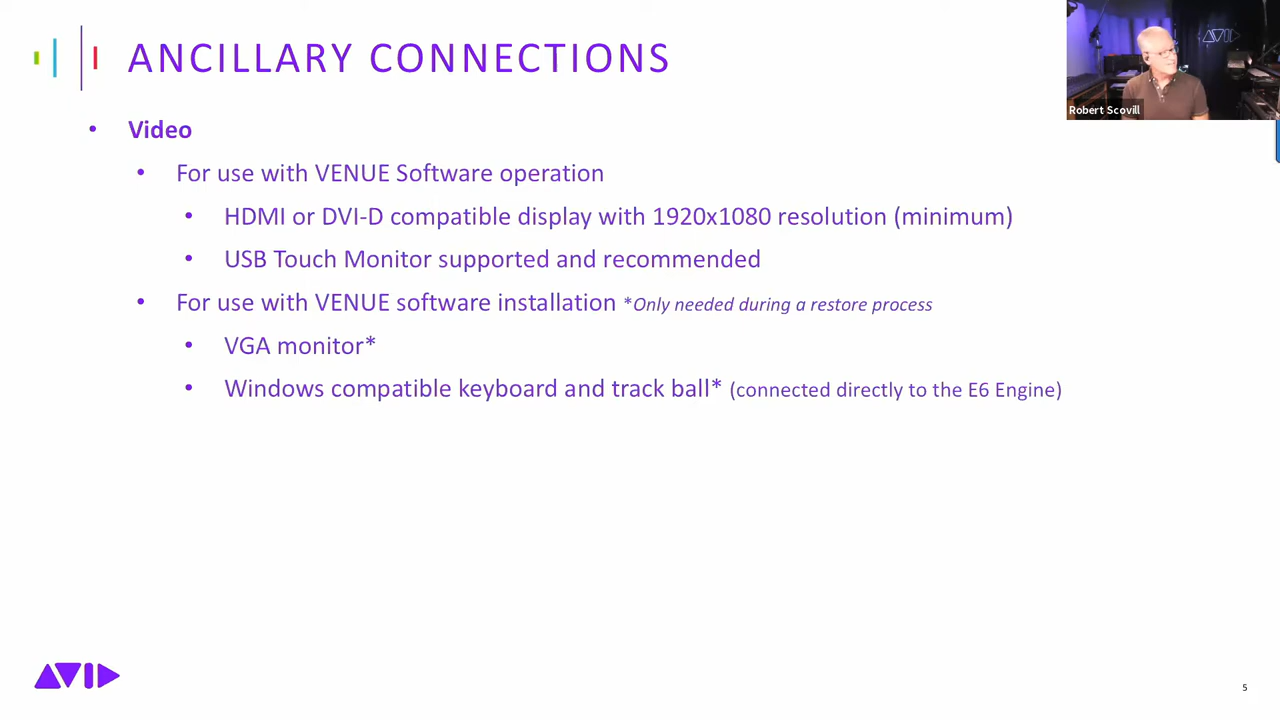 ANCILLARY CONNECTIONS
Robert Scovill
AVID
• Video
• For use with VENUE Software operation
• HDMI or DVI-D compatible display with 1920x1080 resolution (minimum)
• USB Touch Monitor supported and recommended
• For use with VENUE software installation *Only needed during a restore process
• VGA monitor*
• Windows compatible keyboard and track ball* (connected directly to the E6 Engine)
AVID
5